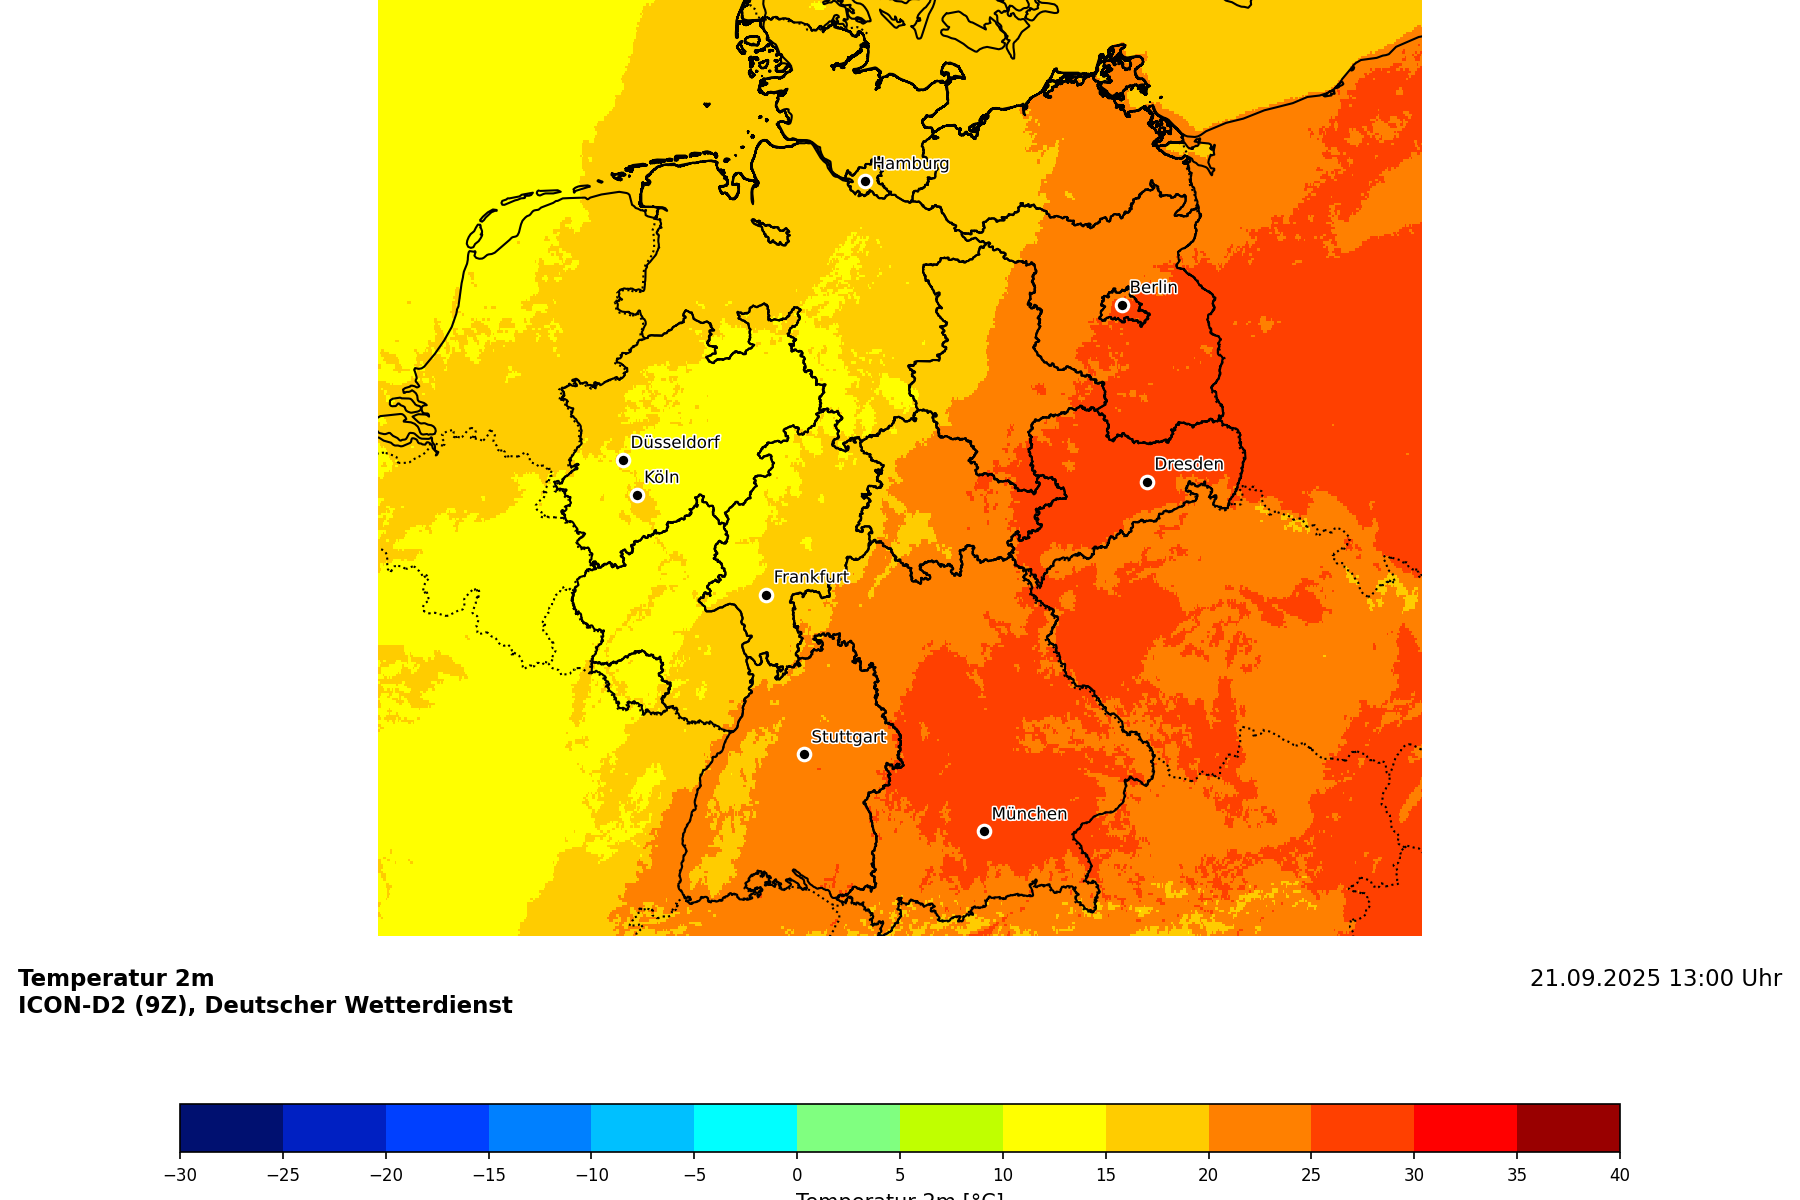 Hamburg
Berlin
Düsseldorf
Dresden
Köln
Frankfurt
Stuttgart
München
Temperatur 2m
21.09.2025 13:00 Uhr
ICON-D2 (9Z), Deutscher Wetterdienst
−30 −25 −20 −15 −10 −5 0 5 10 15 20 25 30 35 40
Temperatur 2m [°C]